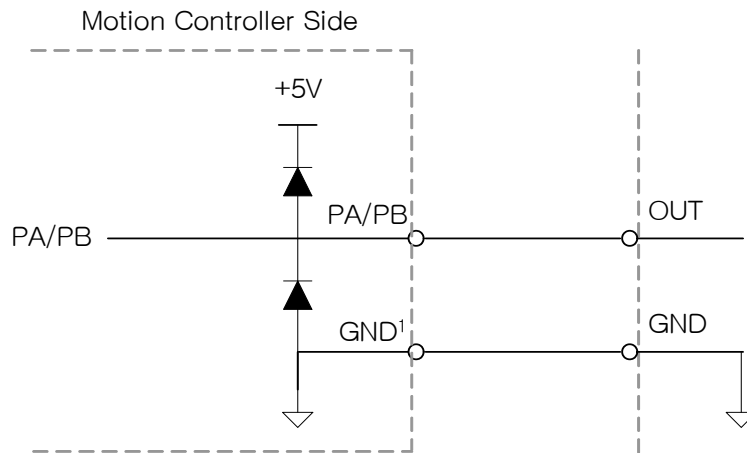 Motion Controller Side
+5V
PA/PB
PA/PB
OUT
GND¹
GND